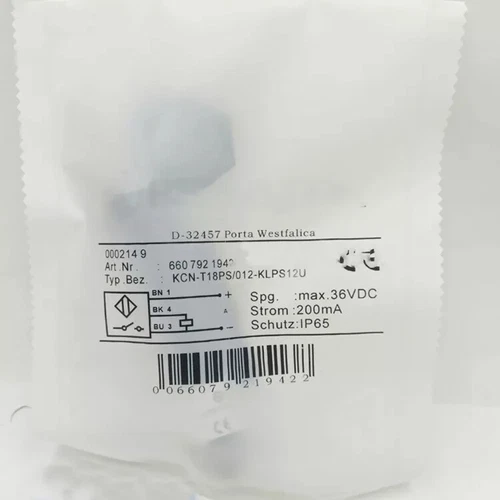 D-32457 Porta Westfalica
000214 9
Art.Nr. : 660 792 1942
Typ.Bez. : KCN-T18PS/012-KLPS12U
CE
BN 1 +
BK 4
BU 3 –
Spg. :max.36VDC
Strom :200mA
Schutz:IP65
0066079219422